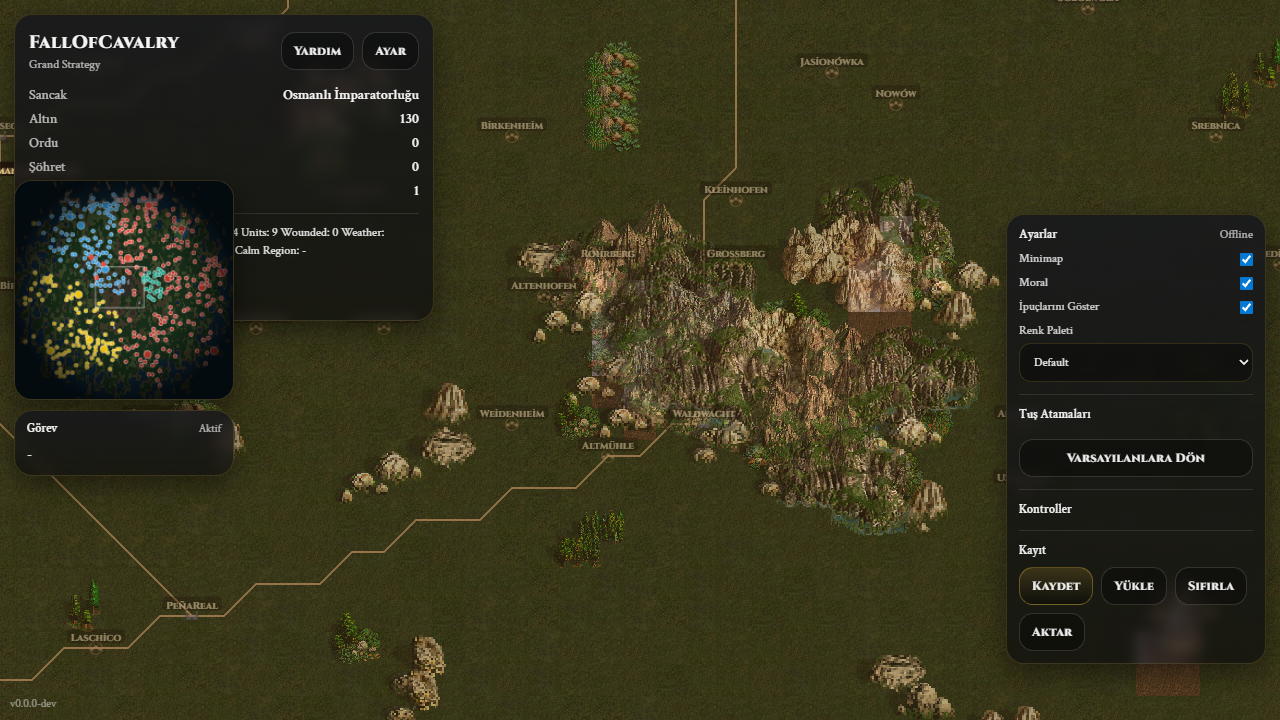 FallOfCavalry
Grand Strategy
Yardım
Ayar
Sancak Osmanlı İmparatorluğu
Altın 130
Ordu 0
Şöhret 0
1
4 Units: 9 Wounded: 0 Weather:
Calm Region: -
Görev Aktif
-
Jasionówka
Nowów
Birkenheim
Srebnica
Kleinhofen
Rohrberg
Grossberg
Altenhofen
Weidenheim
Waldwacht
Altmühle
Peñareal
Laschico
Ayarlar Offline
Minimap
Moral
İpuçlarını Göster
Renk Paleti
Default
Tuş Atamaları
Varsayılanlara Dön
Kontroller
Kayıt
Kaydet Yükle Sıfırla
Aktar
v0.0.0-dev